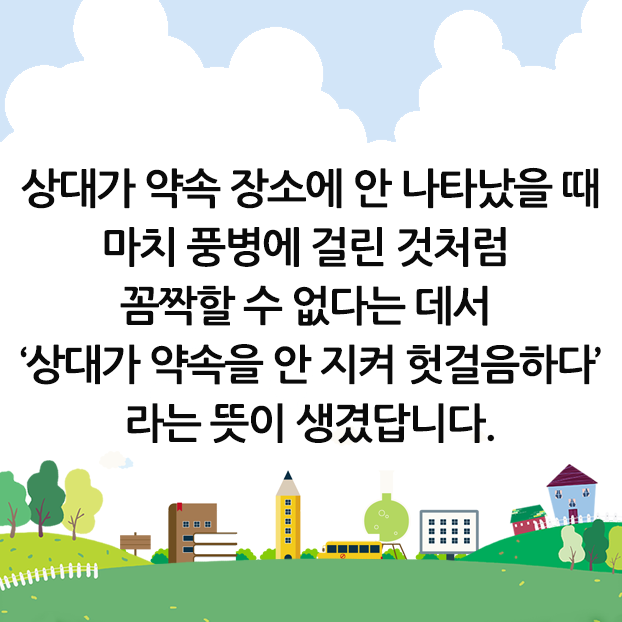 상대가 약속 장소에 안 나타났을 때
마치 풍병에 걸린 것처럼
꼼짝할 수 없다는 데서
‘상대가 약속을 안 지켜 헛걸음하다’
라는 뜻이 생겼답니다.